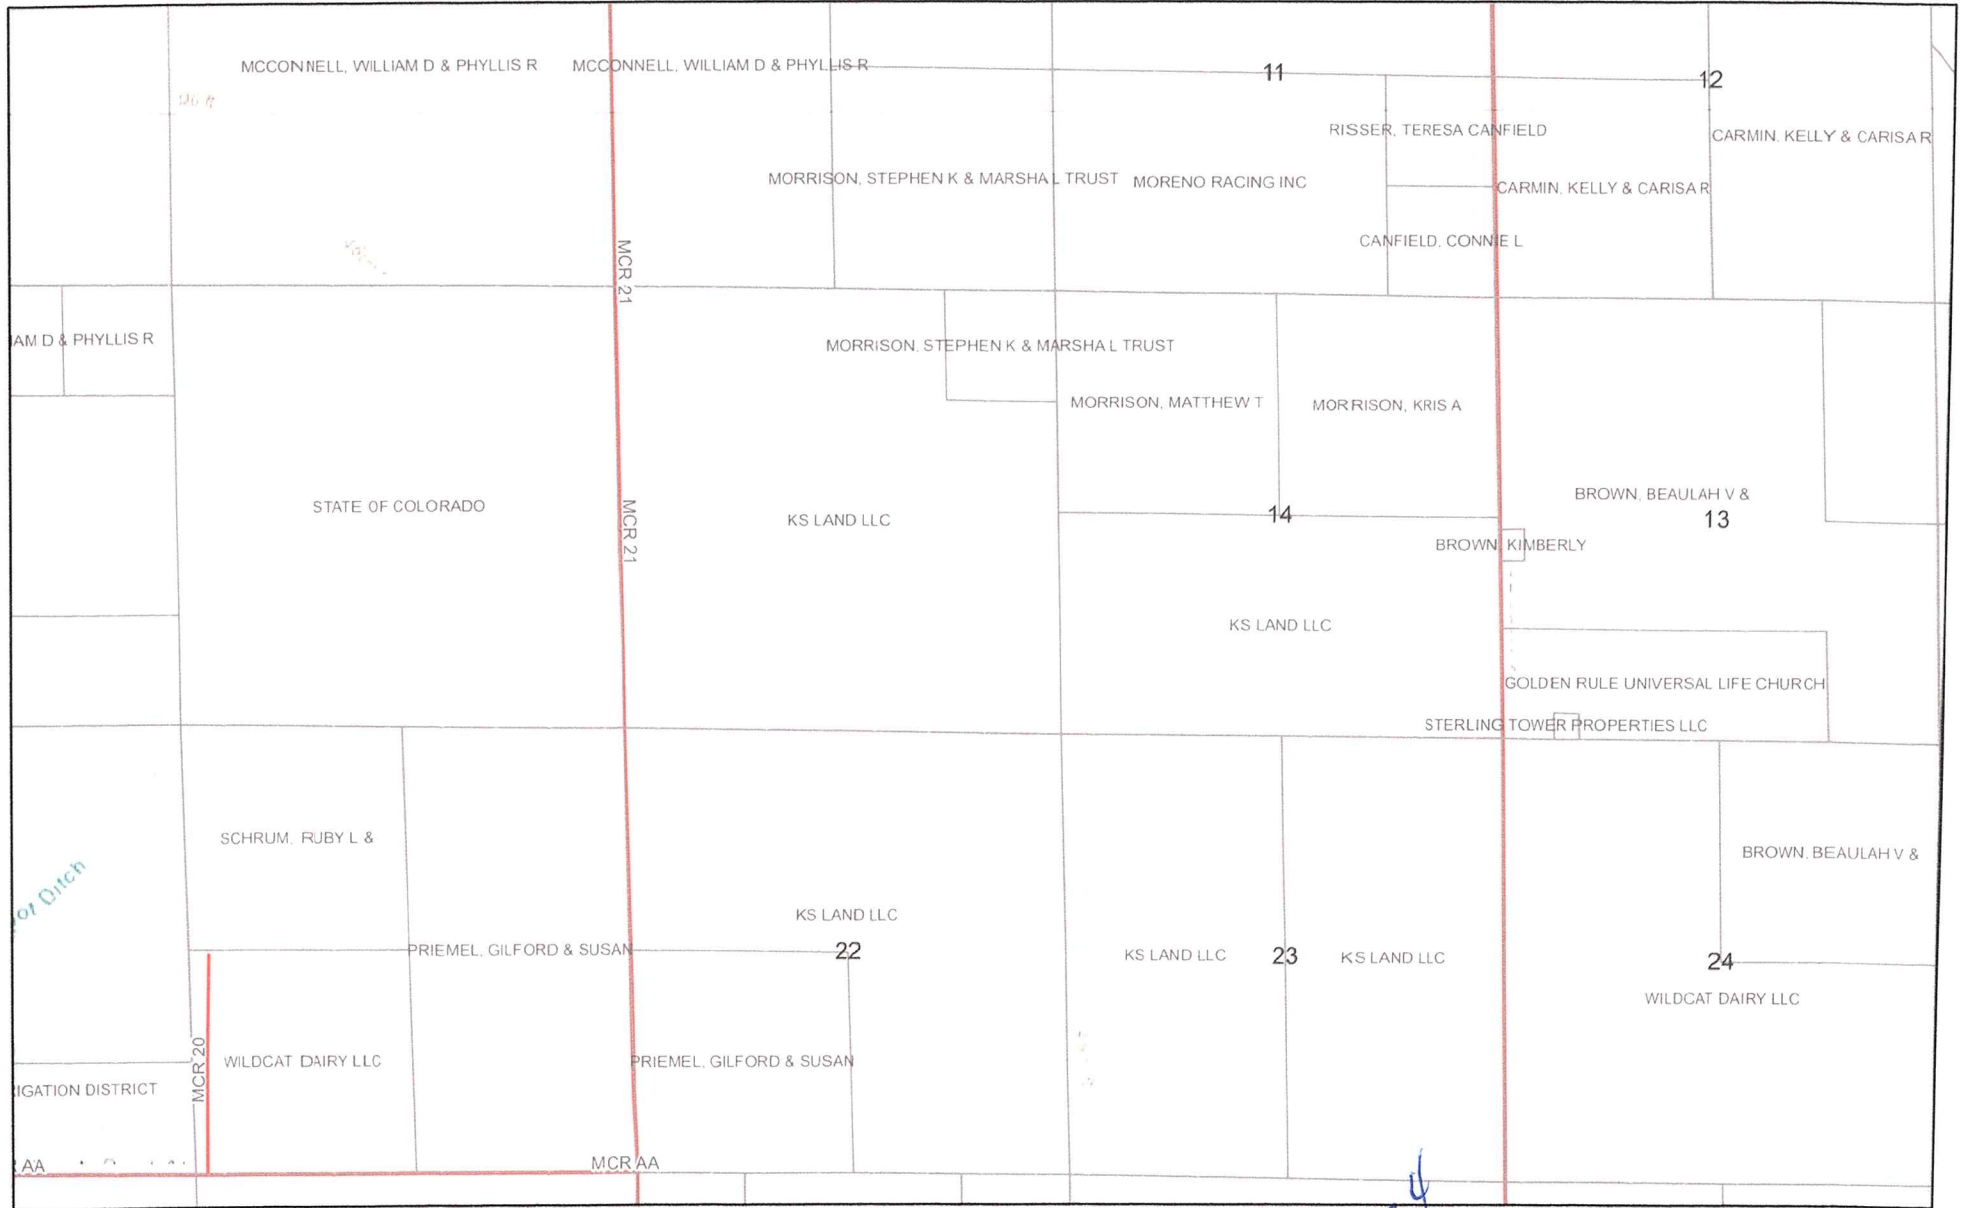 MCCONNELL, WILLIAM D & PHYLLIS R
MCCONNELL, WILLIAM D & PHYLLIS R
11
12
RISSER, TERESA CANFIELD
CARMIN, KELLY & CARISA R
MORRISON, STEPHEN K & MARSHA L TRUST
MORENO RACING INC
CARMIN, KELLY & CARISA R
CANFIELD, CONNIE L
MCR 21
IAM D & PHYLLIS R
MORRISON, STEPHEN K & MARSHA L TRUST
MORRISON, MATTHEW T
MORRISON, KRIS A
STATE OF COLORADO
MCR 21
KS LAND LLC
14
BROWN, BEAULAH V &
13
BROWN, KIMBERLY
KS LAND LLC
GOLDEN RULE UNIVERSAL LIFE CHURCH
STERLING TOWER PROPERTIES LLC
SCHRUM, RUBY L &
BROWN, BEAULAH V &
Ditch
KS LAND LLC
PRIEMEL, GILFORD & SUSAN
22
KS LAND LLC
23
KS LAND LLC
24
WILDCAT DAIRY LLC
MCR 20
WILDCAT DAIRY LLC
PRIEMEL, GILFORD & SUSAN
RIGATION DISTRICT
AA
MCR AA